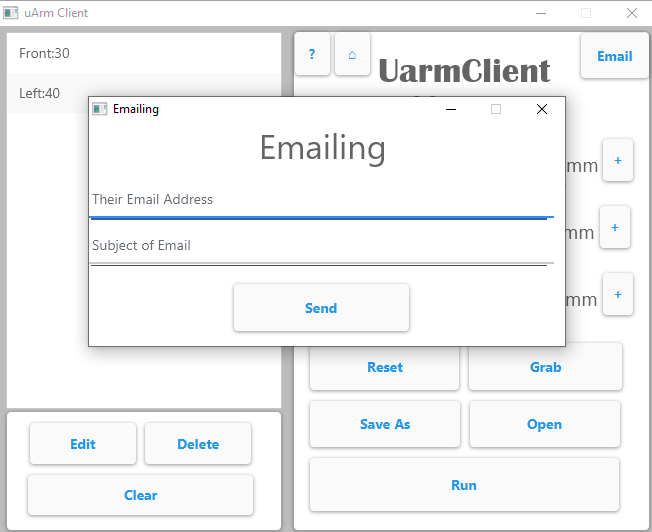 uArm Client
Front:30
Left:40
?
⌂
UarmClient
Email
Emailing
Emailing
Their Email Address
Subject of Email
Send
mm +
mm +
mm +
Reset
Grab
Save As
Open
Run
Edit
Delete
Clear